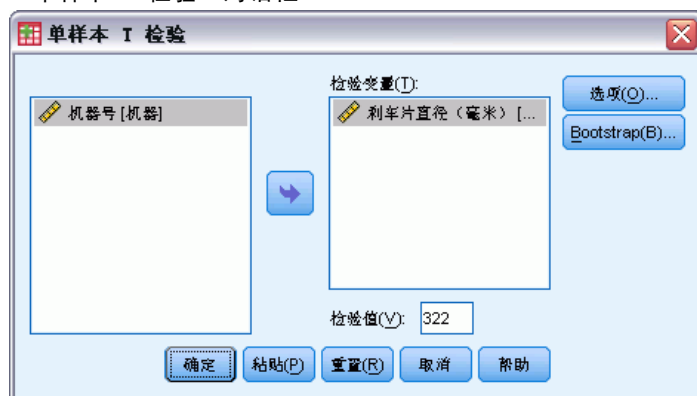 单样本 T 检验
检验变量(T):
机器号 [机器]
刹车片直径（毫米）[...
选项(O)...
Bootstrap(B)...
检验值(V): 322
确定 粘贴(P) 重置(R) 取消 帮助